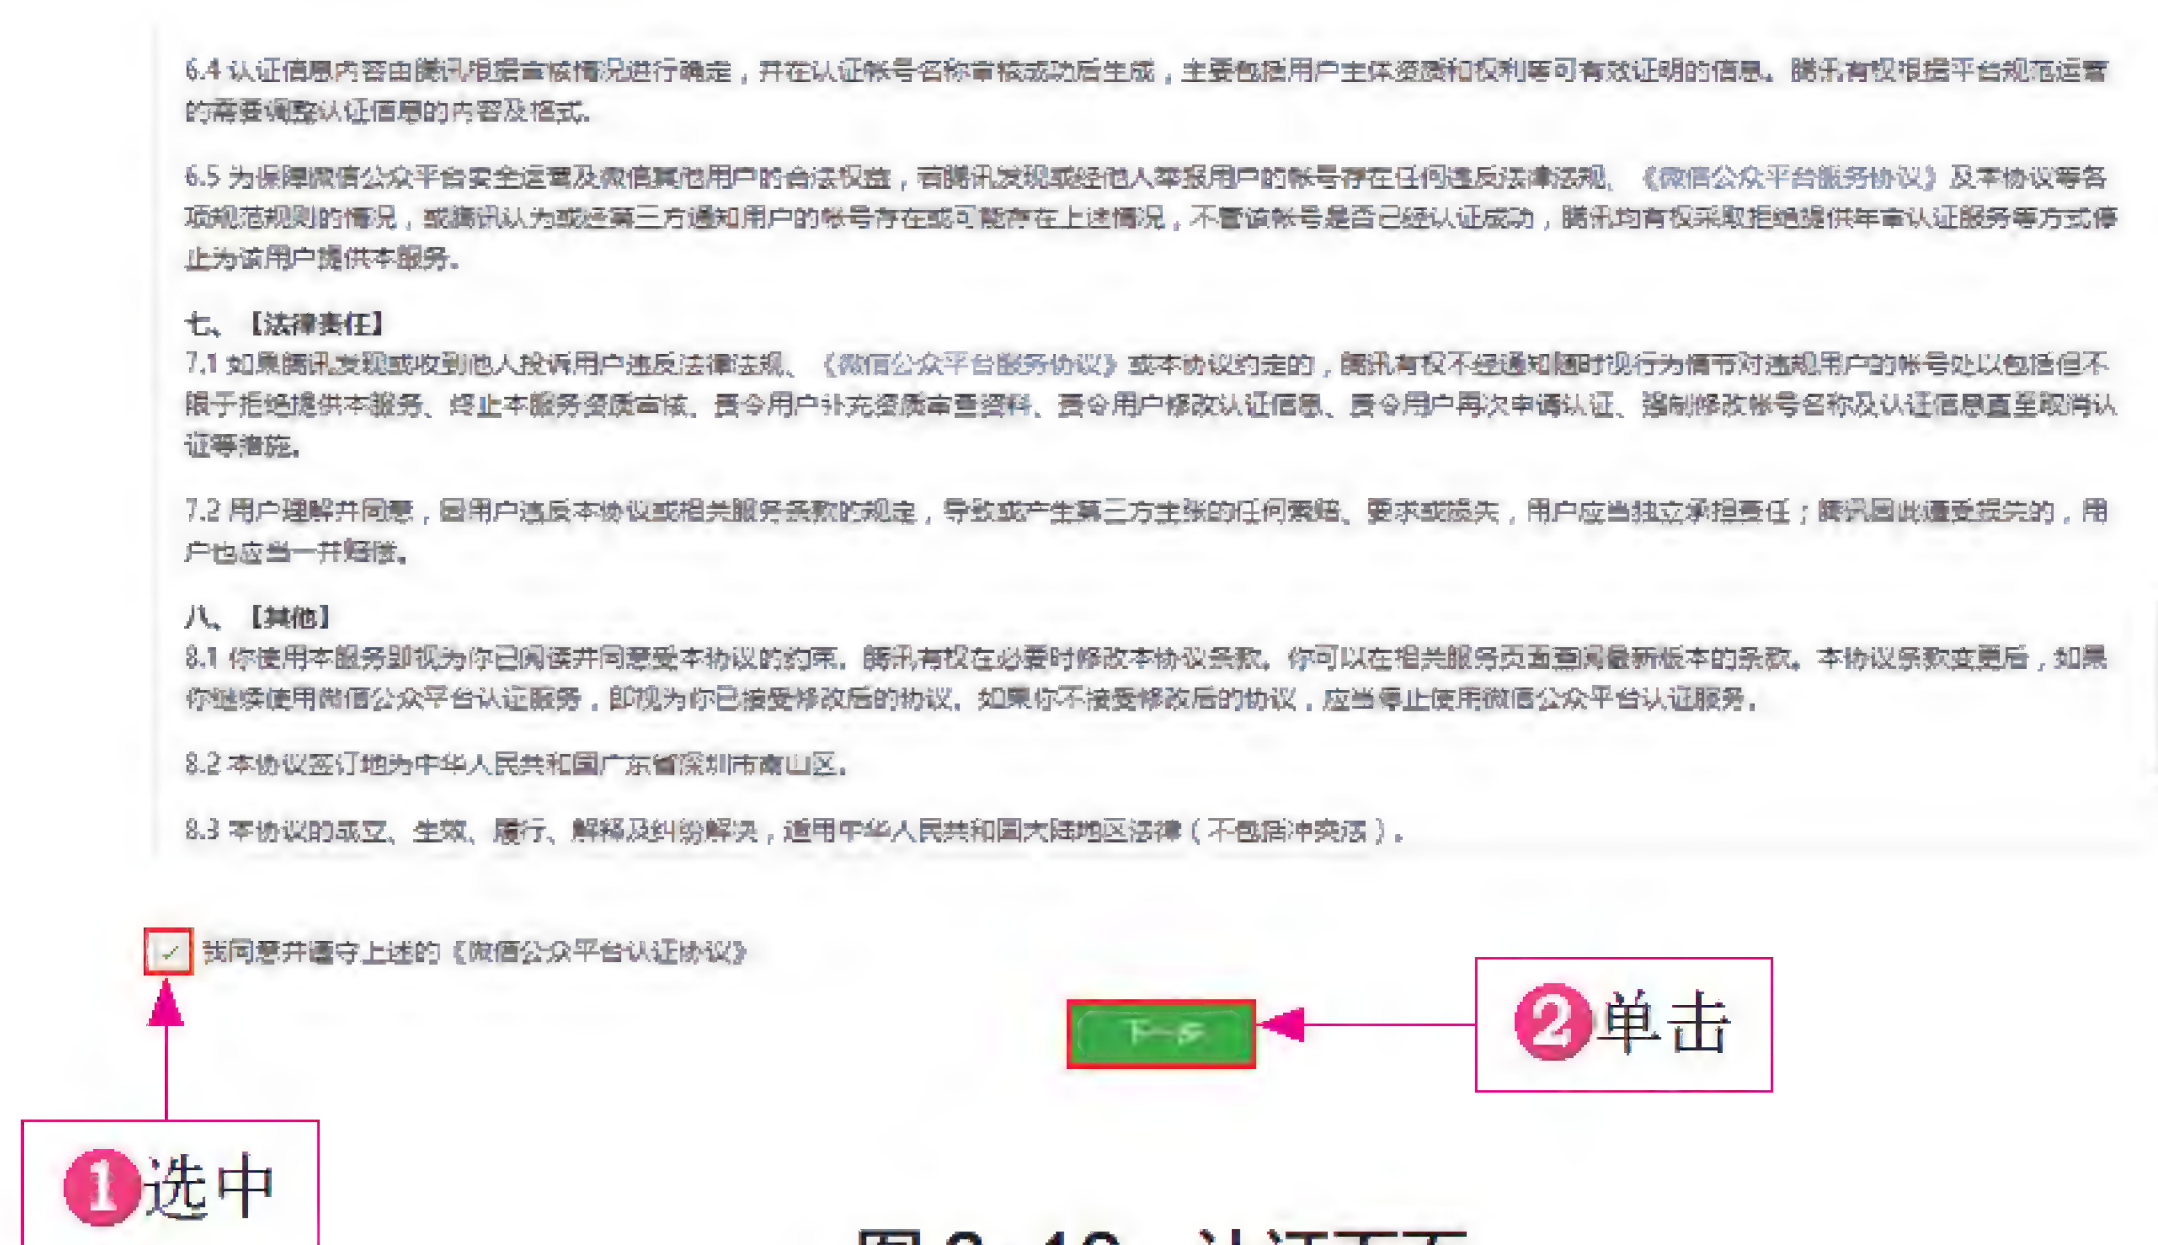 6.4 认证信息内容由腾讯根据审核情况进行确定，并在认证帐号名称审核成功后生成，主要包括用户主体资质和权利等可有效证明的信息。腾讯有权根据平台规范运营
的需要调整认证信息的内容及格式。
6.5 为保障微信公众平台安全运营及微信其他用户的合法权益，若腾讯发现或经他人举报用户的帐号存在任何违反法律法规、《微信公众平台服务协议》及本协议等各
项规范规则的情况，或腾讯认为或经第三方通知用户的帐号存在或可能存在上述情况，不管该帐号是否已经认证成功，腾讯均有权采取拒绝提供年审认证服务等方式停
止为该用户提供本服务。
七、【法律责任】
7.1 如果腾讯发现或收到他人投诉用户违反法律法规、《微信公众平台服务协议》或本协议约定的，腾讯有权不经通知随时视行为情节对违规用户的帐号处以包括但不
限于拒绝提供本服务、终止本服务资质审核、责令用户补充资质审查资料、责令用户修改认证信息、责令用户再次申请认证、强制修改帐号名称及认证信息直至取消认
证等措施。
7.2 用户理解并同意，因用户违反本协议或相关服务条款的规定，导致或产生第三方主张的任何索赔、要求或损失，用户应当独立承担责任；腾讯因此遭受损失的，用
户也应当一并赔偿。
八、【其他】
8.1 你使用本服务即视为你已阅读并同意受本协议的约束。腾讯有权在必要时修改本协议条款。你可以在相关服务页面查阅最新版本的条款。本协议条款变更后，如果
你继续使用微信公众平台认证服务，即视为你已接受修改后的协议。如果你不接受修改后的协议，应当停止使用微信公众平台认证服务。
8.2 本协议签订地为中华人民共和国广东省深圳市南山区。
8.3 本协议的成立、生效、履行、解释及纠纷解决，适用中华人民共和国大陆地区法律（不包括冲突法）。
我同意并遵守上述的《微信公众平台认证协议》
下一步
❷单击
❶选中